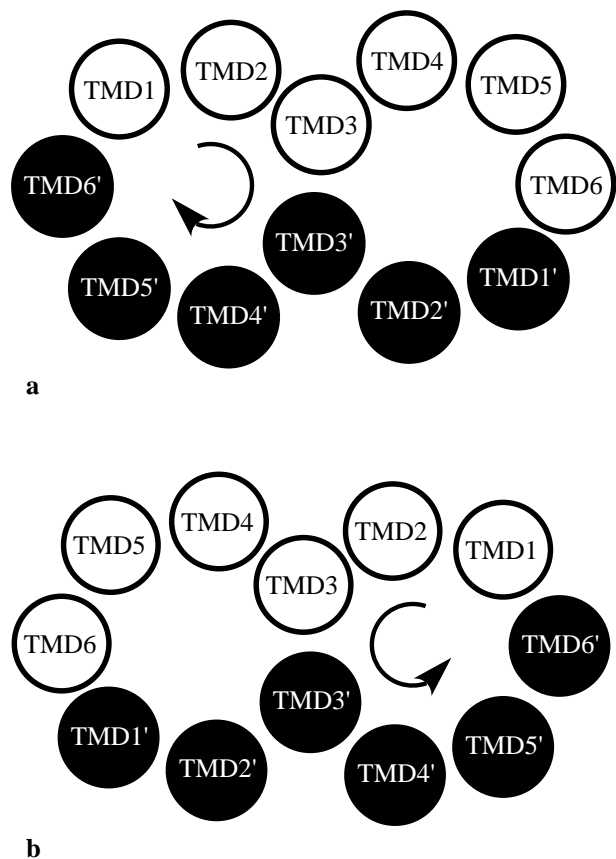 TMD1 TMD2 TMD3 TMD4 TMD5 TMD6
TMD6' TMD5' TMD4' TMD3' TMD2' TMD1'
a
TMD6 TMD5 TMD4 TMD3 TMD2 TMD1
TMD1' TMD2' TMD3' TMD4' TMD5' TMD6'
b